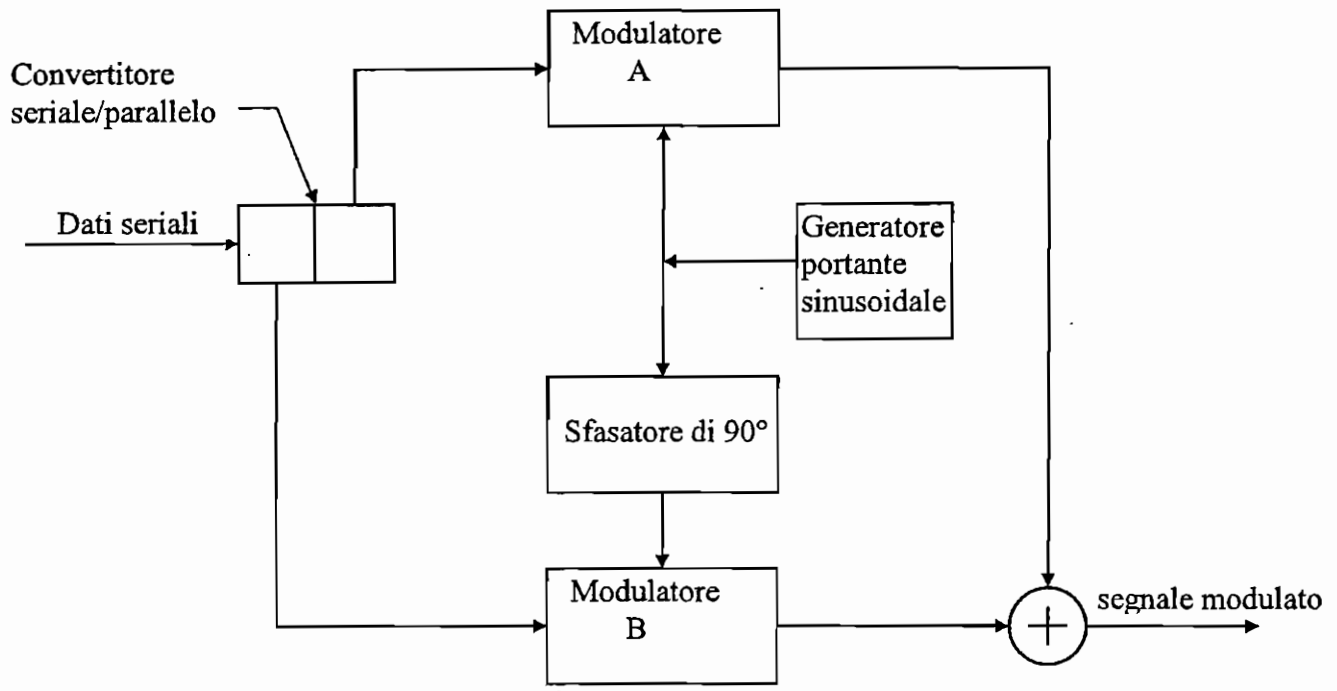 Modulatore
A
Convertitore
seriale/parallelo
Dati seriali
Generatore
portante
sinusoidale
Sfasatore di 90°
Modulatore
B
segnale modulato